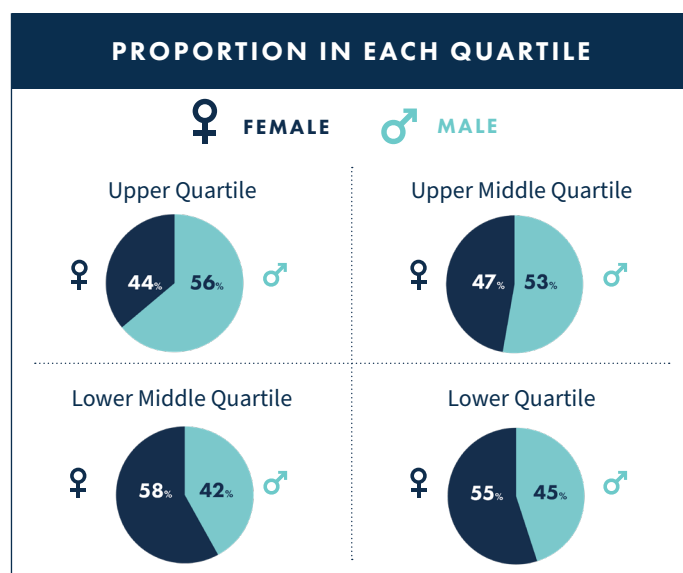 PROPORTION IN EACH QUARTILE
FEMALE MALE
Upper Quartile
44% 56%
Upper Middle Quartile
47% 53%
Lower Middle Quartile
58% 42%
Lower Quartile
55% 45%